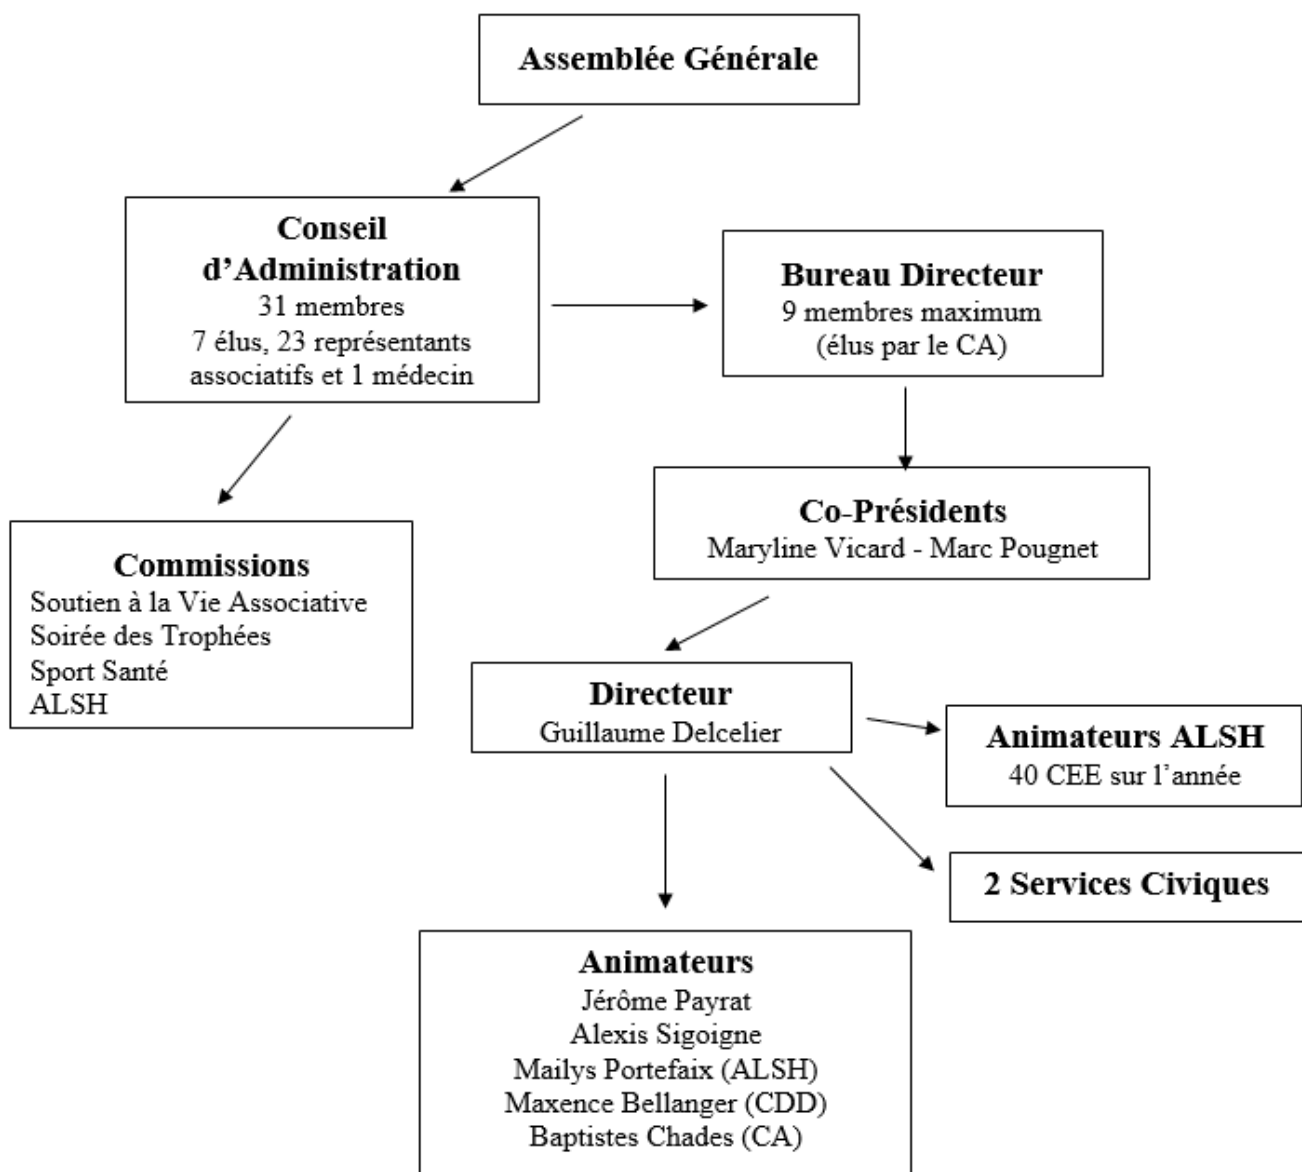 Assemblée Générale
Conseil
d’Administration
31 membres
7 élus, 23 représentants
associatifs et 1 médecin
Bureau Directeur
9 membres maximum
(élus par le CA)
Co-Présidents
Maryline Vicard - Marc Pougnet
Commissions
Soutien à la Vie Associative
Soirée des Trophées
Sport Santé
ALSH
Directeur
Guillaume Delcelier
Animateurs ALSH
40 CEE sur l’année
2 Services Civiques
Animateurs
Jérôme Payrat
Alexis Sigoigne
Mailys Portefaix (ALSH)
Maxence Bellanger (CDD)
Baptistes Chades (CA)